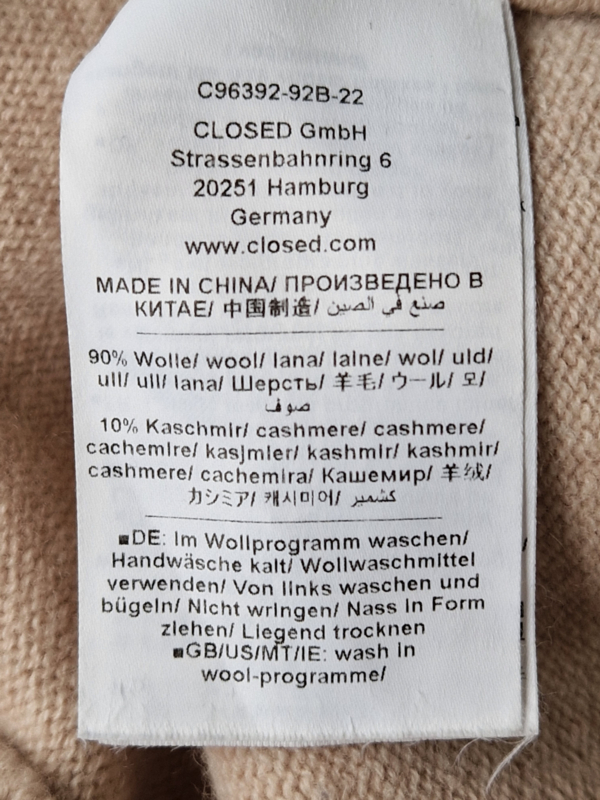 C96392-92B-22
CLOSED GmbH
Strassenbahnring 6
20251 Hamburg
Germany
www.closed.com
MADE IN CHINA/ ПРОИЗВЕДЕНО В
КИТАЕ/ 中国制造/ صنع في الصين
90% Wolle/ wool/ lana/ laine/ wol/ uld/
ull/ ull/ lana/ Шерсть/ 羊毛/ ウール/ 모/
صوف
10% Kaschmir/ cashmere/ cashmere/
cachemire/ kasjmier/ kashmir/ kashmir/
cashmere/ cachemira/ Кашемир/ 羊绒/
カシミア/ 캐시미어/ كشمير
■DE: Im Wollprogramm waschen/
Handwäsche kalt/ Wollwaschmittel
verwenden/ Von links waschen und
bügeln/ Nicht wringen/ Nass in Form
ziehen/ Liegend trocknen
■GB/US/MT/IE: wash in
wool-programme/